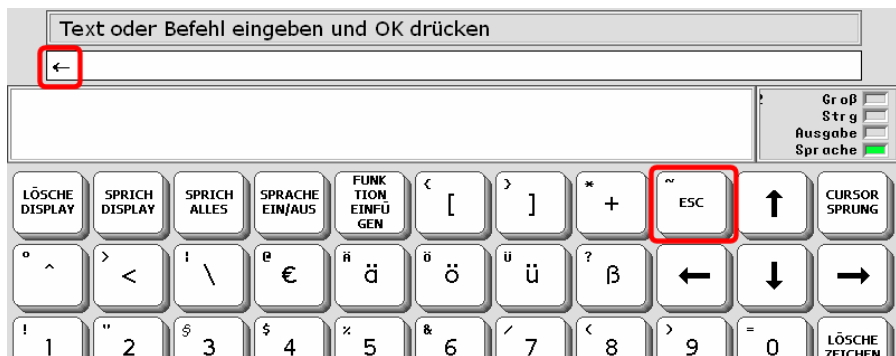 Text oder Befehl eingeben und OK drücken
←
Groß
Strg
Ausgabe
Sprache
LÖSCHE DISPLAY
SPRICH DISPLAY
SPRICH ALLES
SPRACHE EIN/AUS
FUNK TION EINFÜ GEN
{ [
} ]
* +
~ ESC
↑
CURSOR SPRUNG
° ^
> <
¦ \
@ €
Ä ä
Ö ö
Ü ü
? ß
←
↓
→
! 1
" 2
§ 3
$ 4
% 5
& 6
/ 7
( 8
) 9
= 0
LÖSCHE ZEICHEN